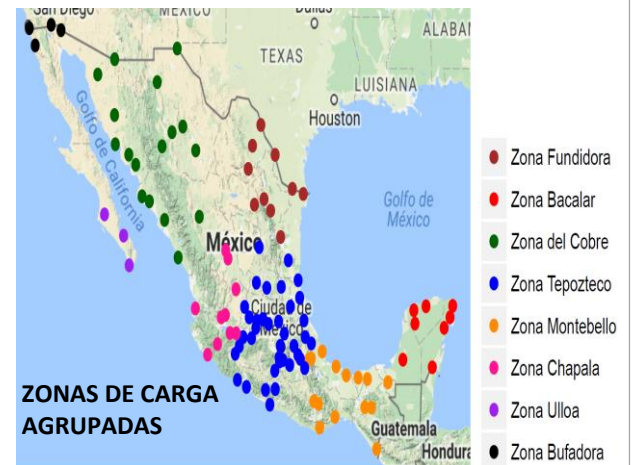 San Diego
MÉXICO
Dallas
ALABA
TEXAS
LUISIANA
Houston
Golfo de
California
Golfo de
México
México
Ciudad de
México
Guatemala
Hondura
ZONAS DE CARGA
AGRUPADAS
Zona Fundidora
Zona Bacalar
Zona del Cobre
Zona Tepozteco
Zona Montebello
Zona Chapala
Zona Ulloa
Zona Bufadora